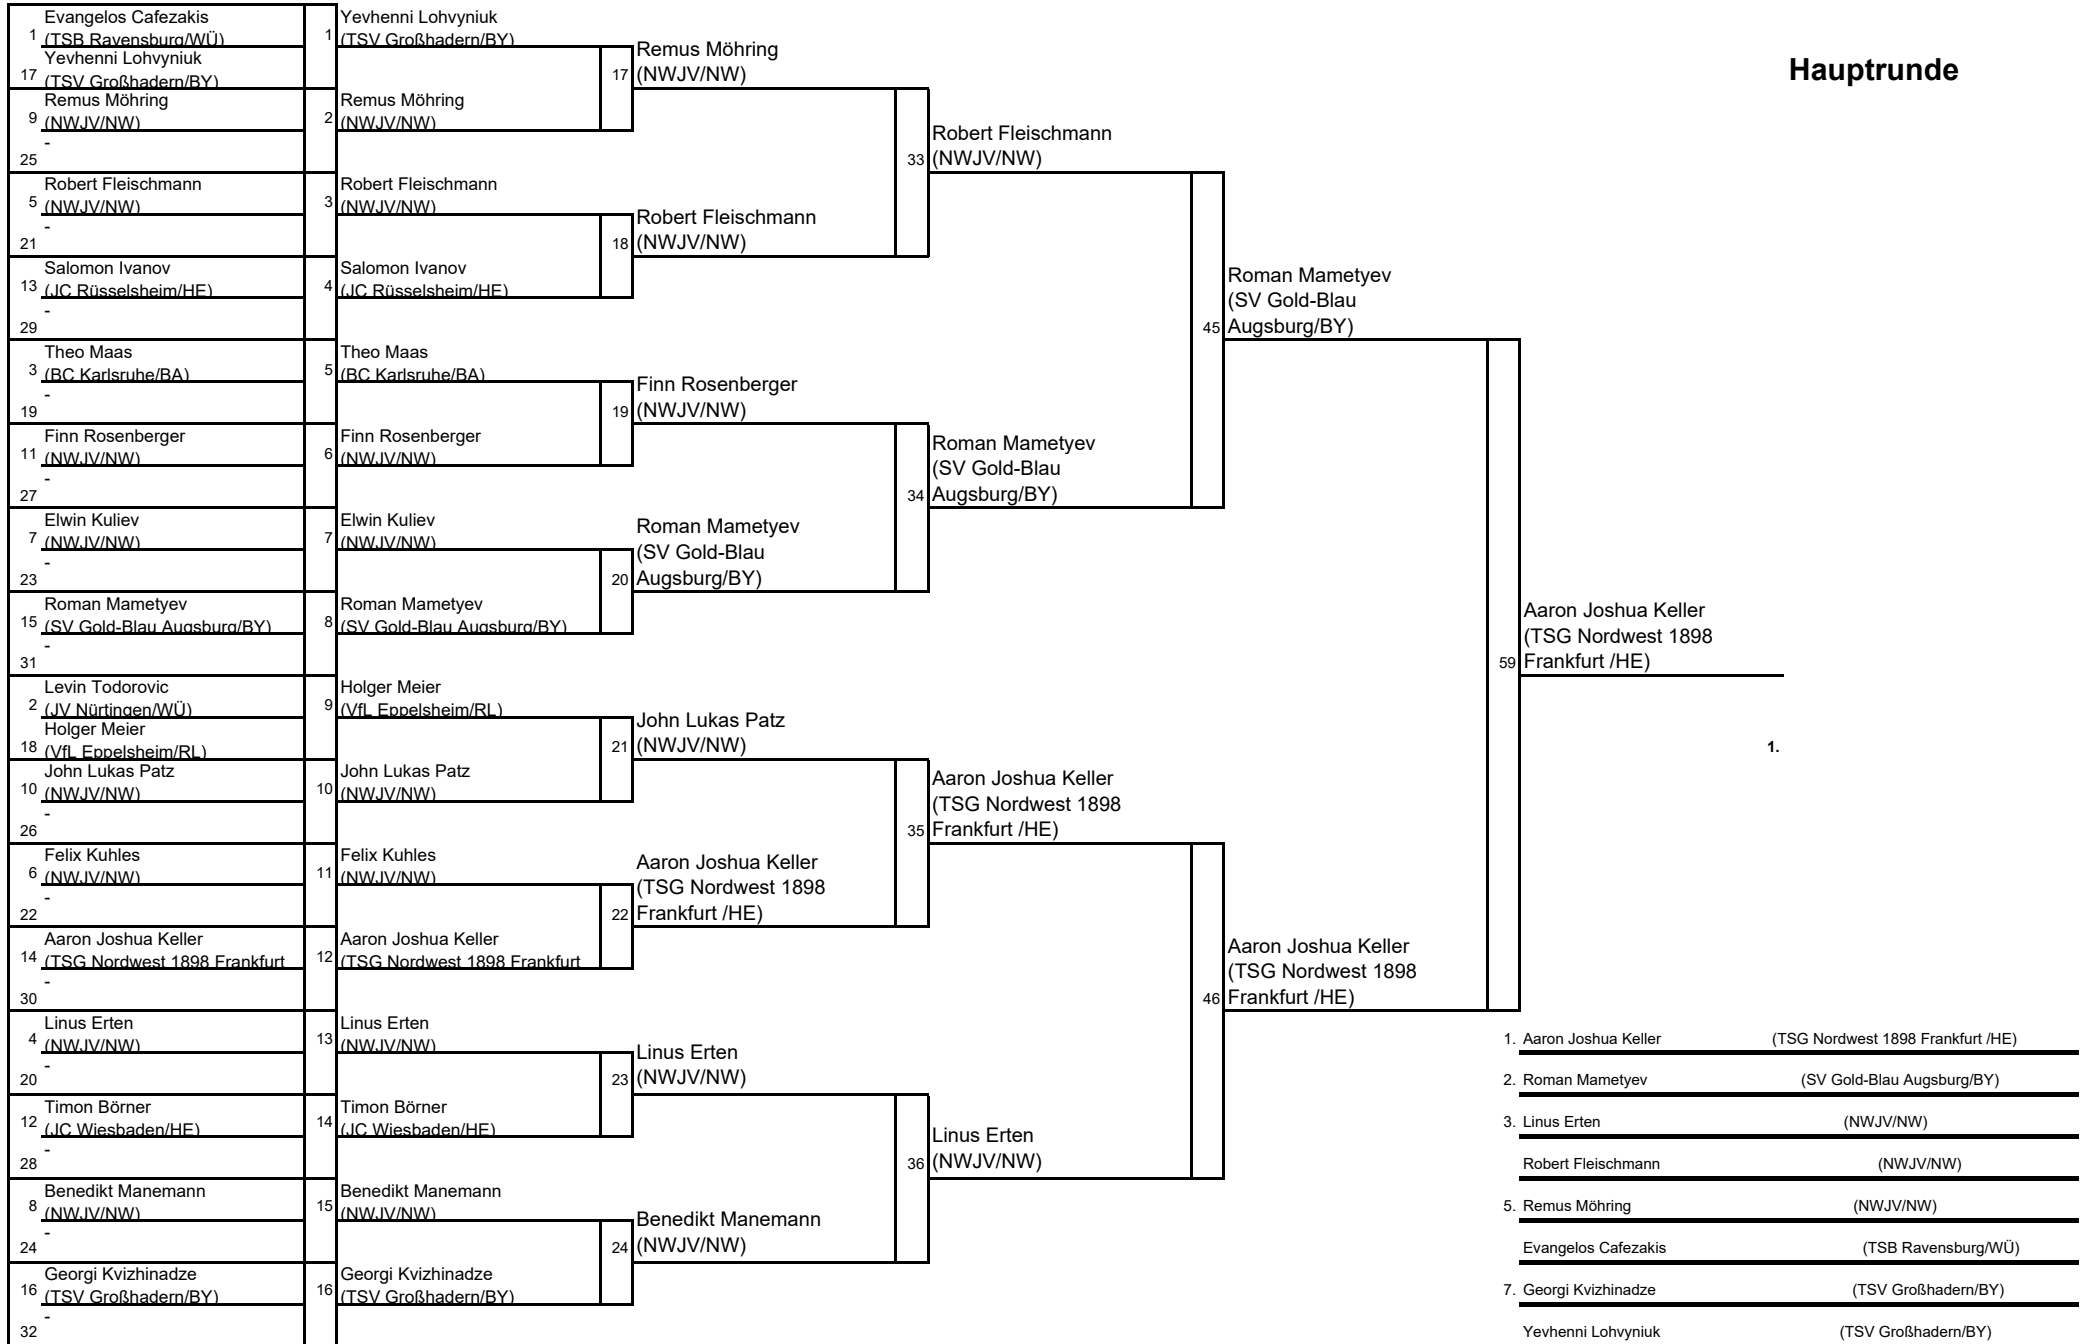 Hauptrunde
1 Evangelos Cafezakis
(TSB Ravensburg/WÜ)
17 Yevhenni Lohvyniuk
(TSV Großhadern/BY)
9 Remus Möhring
(NWJV/NW)
25 -
5 Robert Fleischmann
(NWJV/NW)
21 -
13 Salomon Ivanov
(JC Rüsselsheim/HE)
29 -
3 Theo Maas
(BC Karlsruhe/BA)
19 -
11 Finn Rosenberger
(NWJV/NW)
27 -
7 Elwin Kuliev
(NWJV/NW)
23 -
15 Roman Mametyev
(SV Gold-Blau Augsburg/BY)
31 -
2 Levin Todorovic
(JV Nürtingen/WÜ)
18 Holger Meier
(VfL Eppelsheim/RL)
10 John Lukas Patz
(NWJV/NW)
26 -
6 Felix Kuhles
(NWJV/NW)
22 -
14 Aaron Joshua Keller
(TSG Nordwest 1898 Frankfurt
30 -
4 Linus Erten
(NWJV/NW)
20 -
12 Timon Börner
(JC Wiesbaden/HE)
28 -
8 Benedikt Manemann
(NWJV/NW)
24 -
16 Georgi Kvizhinadze
(TSV Großhadern/BY)
32 -
1 Yevhenni Lohvyniuk
(TSV Großhadern/BY)
2 Remus Möhring
(NWJV/NW)
3 Robert Fleischmann
(NWJV/NW)
4 Salomon Ivanov
(JC Rüsselsheim/HE)
5 Theo Maas
(BC Karlsruhe/BA)
6 Finn Rosenberger
(NWJV/NW)
7 Elwin Kuliev
(NWJV/NW)
8 Roman Mametyev
(SV Gold-Blau Augsburg/BY)
9 Holger Meier
(VfL Eppelsheim/RL)
10 John Lukas Patz
(NWJV/NW)
11 Felix Kuhles
(NWJV/NW)
12 Aaron Joshua Keller
(TSG Nordwest 1898 Frankfurt
13 Linus Erten
(NWJV/NW)
14 Timon Börner
(JC Wiesbaden/HE)
15 Benedikt Manemann
(NWJV/NW)
16 Georgi Kvizhinadze
(TSV Großhadern/BY)
Remus Möhring
17 (NWJV/NW)
Robert Fleischmann
18 (NWJV/NW)
Finn Rosenberger
19 (NWJV/NW)
Roman Mametyev
(SV Gold-Blau
20 Augsburg/BY)
John Lukas Patz
21 (NWJV/NW)
Aaron Joshua Keller
(TSG Nordwest 1898
22 Frankfurt /HE)
Linus Erten
23 (NWJV/NW)
Benedikt Manemann
24 (NWJV/NW)
Robert Fleischmann
33 (NWJV/NW)
Roman Mametyev
(SV Gold-Blau
34 Augsburg/BY)
Aaron Joshua Keller
(TSG Nordwest 1898
35 Frankfurt /HE)
Linus Erten
36 (NWJV/NW)
Roman Mametyev
(SV Gold-Blau
45 Augsburg/BY)
Aaron Joshua Keller
(TSG Nordwest 1898
46 Frankfurt /HE)
Aaron Joshua Keller
(TSG Nordwest 1898
59 Frankfurt /HE)
1.
1. Aaron Joshua Keller (TSG Nordwest 1898 Frankfurt /HE)
2. Roman Mametyev (SV Gold-Blau Augsburg/BY)
3. Linus Erten (NWJV/NW)
Robert Fleischmann (NWJV/NW)
5. Remus Möhring (NWJV/NW)
Evangelos Cafezakis (TSB Ravensburg/WÜ)
7. Georgi Kvizhinadze (TSV Großhadern/BY)
Yevhenni Lohvyniuk (TSV Großhadern/BY)